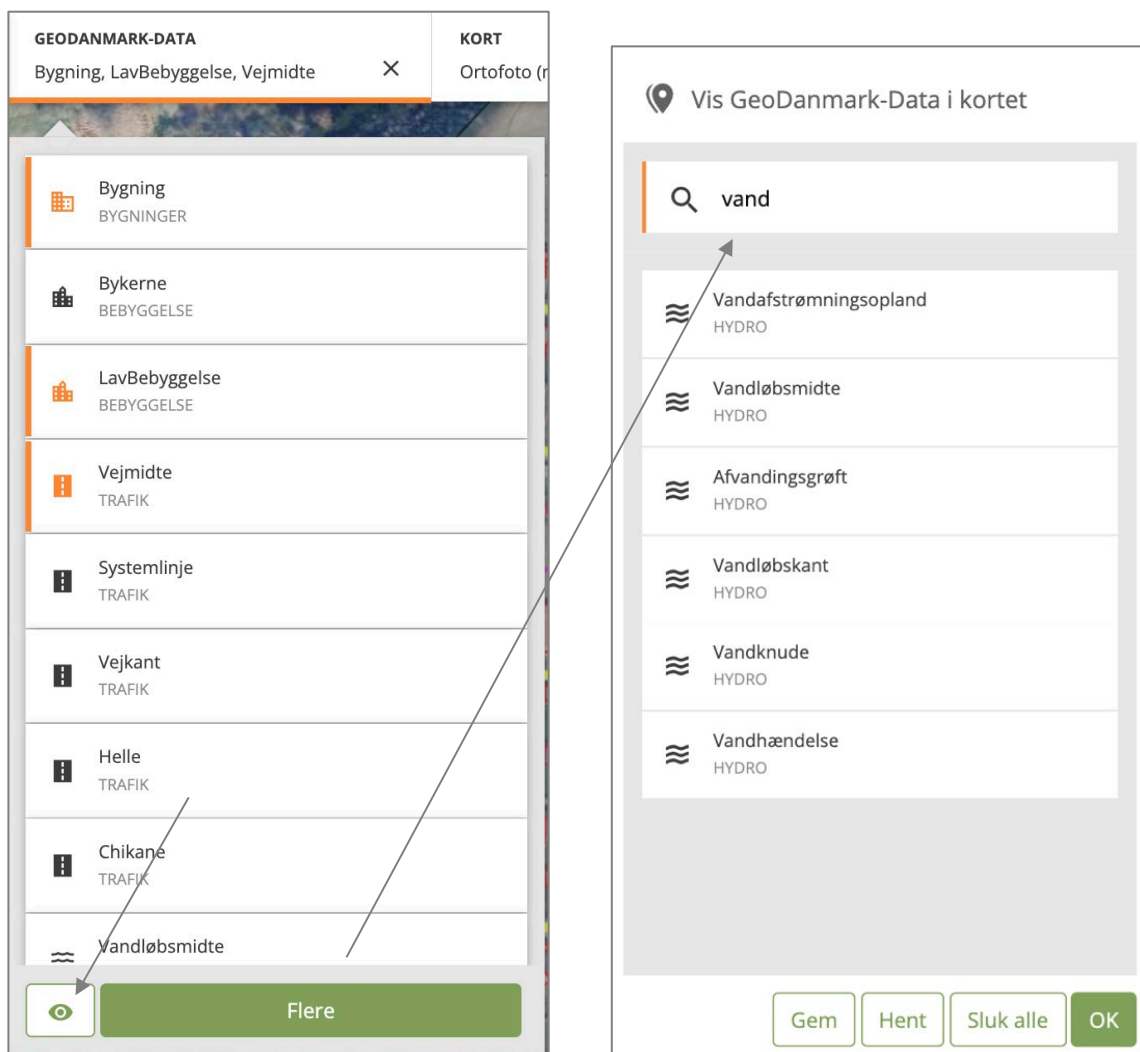 GEODANMARK-DATA
Bygning, LavBebyggelse, Vejmidte
KORT
Ortofoto (r
Bygning
BYGNINGER
Bykerne
BEBYGGELSE
LavBebyggelse
BEBYGGELSE
Vejmidte
TRAFIK
Systemlinje
TRAFIK
Vejkant
TRAFIK
Helle
TRAFIK
Chikane
TRAFIK
Vandløbsmidte
Flere
Vis GeoDanmark-Data i kortet
vand
Vandafstrømningsopland
HYDRO
Vandløbsmidte
HYDRO
Afvandingsgrøft
HYDRO
Vandløbskant
HYDRO
Vandknude
HYDRO
Vandhændelse
HYDRO
Gem Hent Sluk alle OK